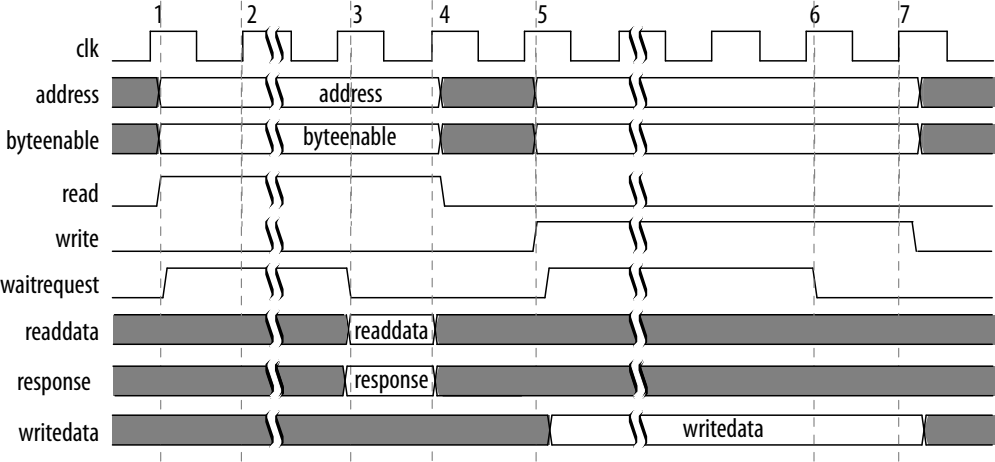 1 2 3 4 5 6 7
clk
address address
byteenable byteenable
read
write
waitrequest
readdata readdata
response response
writedata writedata